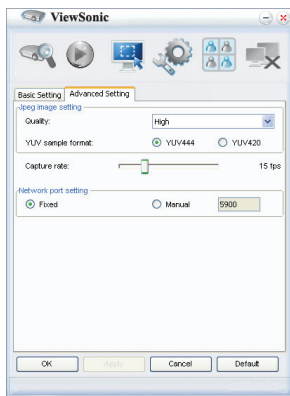 ViewSonic
Basic Setting Advanced Setting
Jpeg image setting
Quality: High
YUV sample format: YUV444 YUV420
Capture rate: 15 fps
Network port setting
Fixed Manual 5900
OK Apply Cancel Default